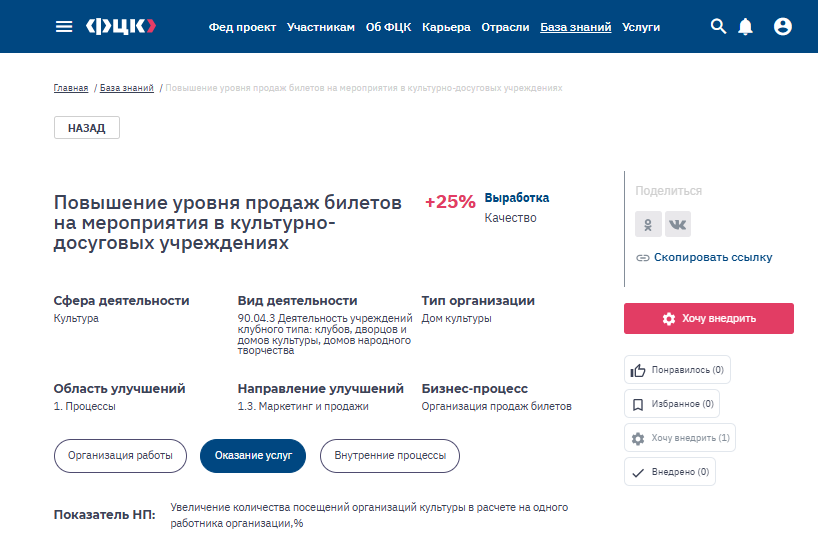 ФЦК
Фед проект Участникам Об ФЦК Карьера Отрасли База знаний Услуги
Главная / База знаний / Повышение уровня продаж билетов на мероприятия в культурно-досуговых учреждениях
НАЗАД
Повышение уровня продаж билетов
на мероприятия в культурно-
досуговых учреждениях
+25%
Выработка
Качество
Поделиться
Скопировать ссылку
Хочу внедрить
Понравилось (0)
Избранное (0)
Хочу внедрить (1)
Внедрено (0)
Сфера деятельности
Культура
Вид деятельности
90.04.3 Деятельность учреждений
клубного типа: клубов, дворцов и
домов культуры, домов народного
творчества
Тип организации
Дом культуры
Область улучшений
1. Процессы
Направление улучшений
1.3. Маркетинг и продажи
Бизнес-процесс
Организация продаж билетов
Организация работы
Оказание услуг
Внутренние процессы
Показатель НП:
Увеличение количества посещений организаций культуры в расчете на одного
работника организации,%